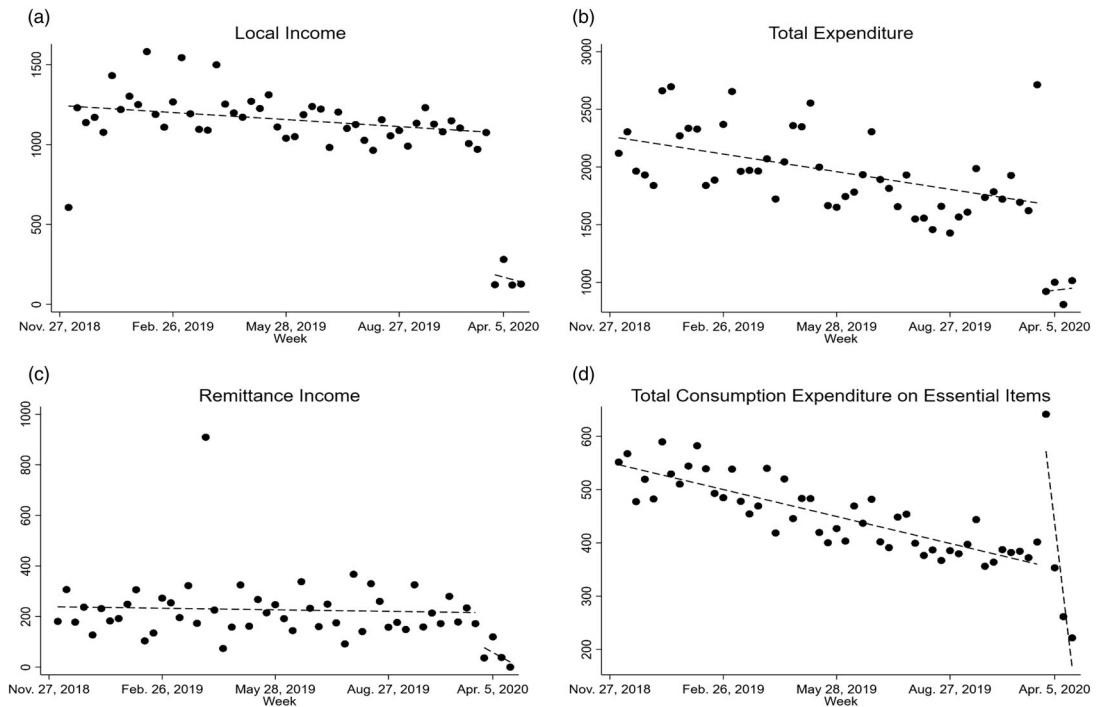 (a)
Local Income
1500
1000
500
0
Nov. 27, 2018 Feb. 26, 2019 May 28, 2019 Aug. 27, 2019 Apr. 5, 2020
Week
(b)
Total Expenditure
3000
2500
2000
1500
1000
Nov. 27, 2018 Feb. 26, 2019 May 28, 2019 Aug. 27, 2019 Apr. 5, 2020
Week
(c)
Remittance Income
1000
800
600
400
200
0
Nov. 27, 2018 Feb. 26, 2019 May 28, 2019 Aug. 27, 2019 Apr. 5, 2020
Week
(d)
Total Consumption Expenditure on Essential Items
600
500
400
300
200
Nov. 27, 2018 Feb. 26, 2019 May 28, 2019 Aug. 27, 2019 Apr. 5, 2020
Week